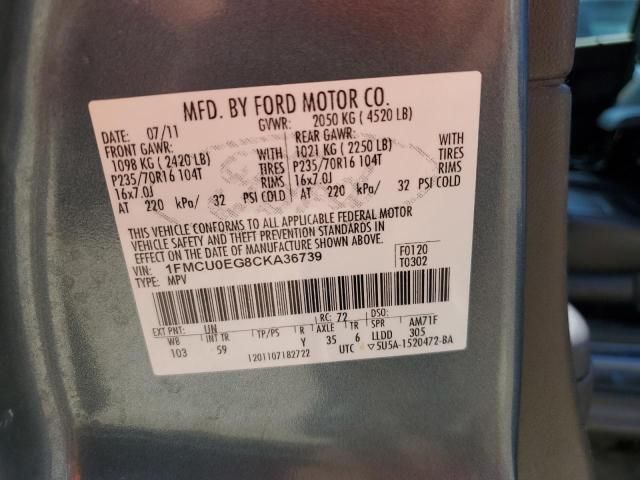 MFD. BY FORD MOTOR CO.
DATE: 07/11 GVWR: 2050 KG ( 4520 LB)
FRONT GAWR: REAR GAWR:
1098 KG ( 2420 LB) WITH 1021 KG ( 2250 LB) WITH
P235/70R16 104T TIRES P235/70R16 104T TIRES
16x7.0J RIMS 16x7.0J RIMS
AT 220 kPa/ 32 PSI COLD AT 220 kPa/ 32 PSI COLD
THIS VEHICLE CONFORMS TO ALL APPLICABLE FEDERAL MOTOR
VEHICLE SAFETY AND THEFT PREVENTION STANDARDS IN
EFFECT ON THE DATE OF MANUFACTURE SHOWN ABOVE.
VIN: 1FMCU0EG8CKA36739 F0120
TYPE: MPV T0302
EXT PNT: UN RC: 72 DSO:
WB INT TR TP/PS R AXLE TR SPR AM71F
103 59 Y 35 6 LLDD 305
1201107182722 UTC ▽5U5A-1520472-BA